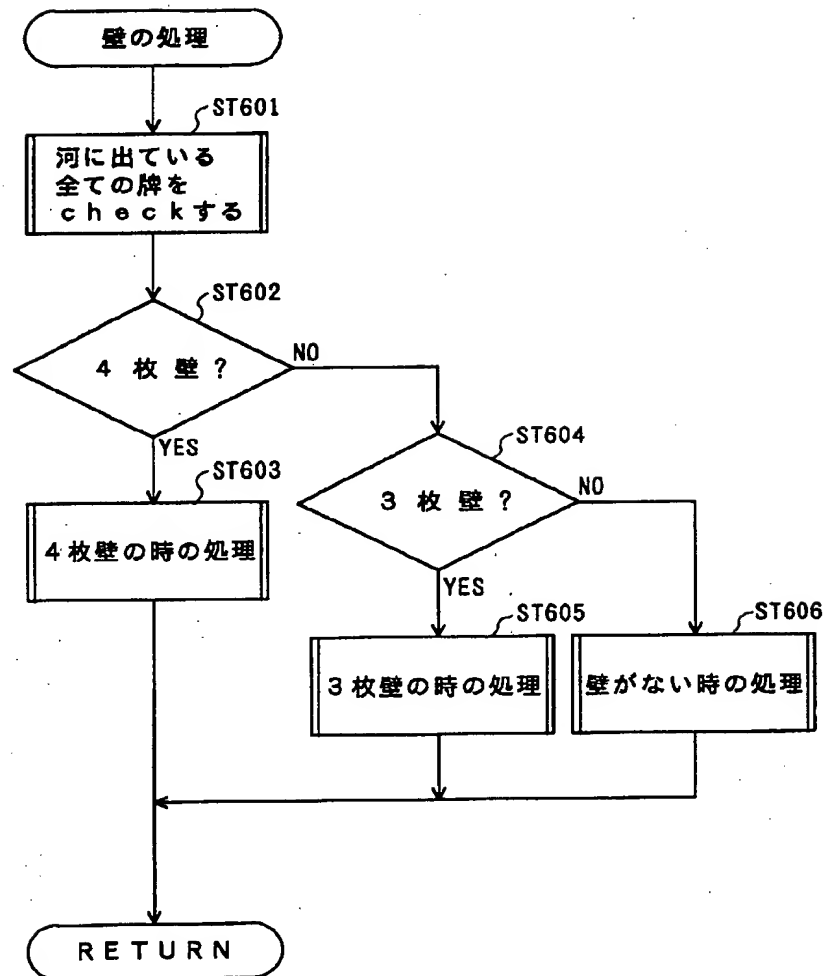 壁の処理
ST601
河に出ている
全ての牌を
checkする
ST602
4枚壁?
NO
YES
ST603
4枚壁の時の処理
ST604
3枚壁?
NO
YES
ST605
3枚壁の時の処理
ST606
壁がない時の処理
RETURN